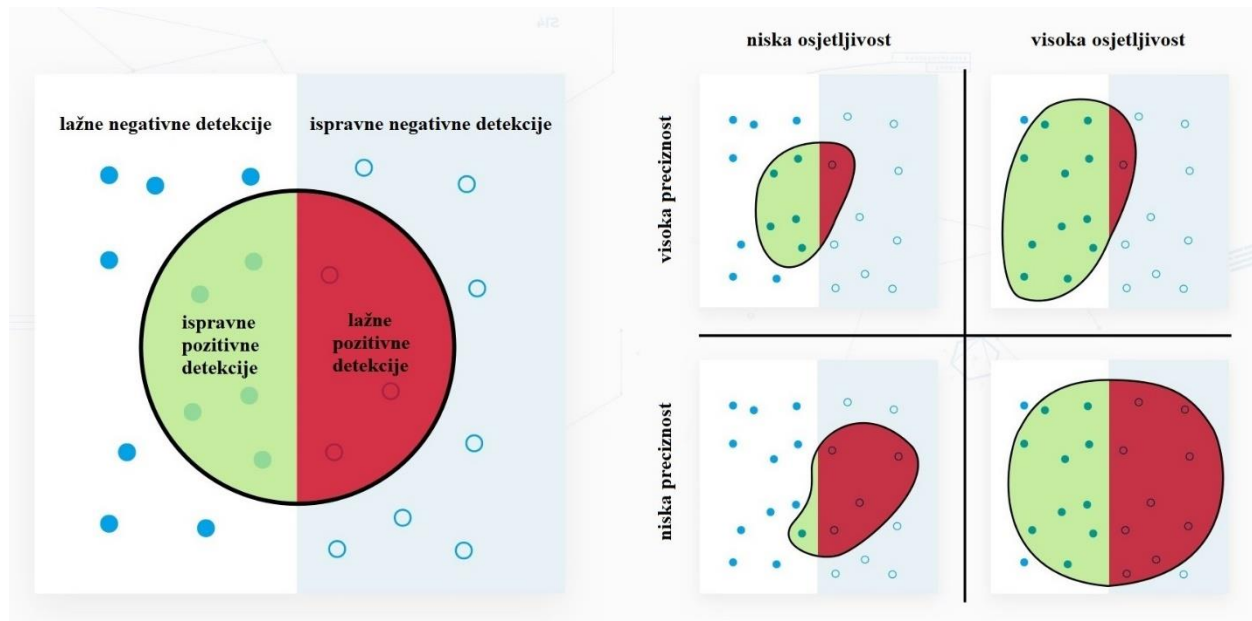 lažne negativne detekcije
ispravne negativne detekcije
ispravne
pozitivne
detekcije
lažne
pozitivne
detekcije
niska osjetljivost
visoka osjetljivost
visoka preciznost
niska preciznost